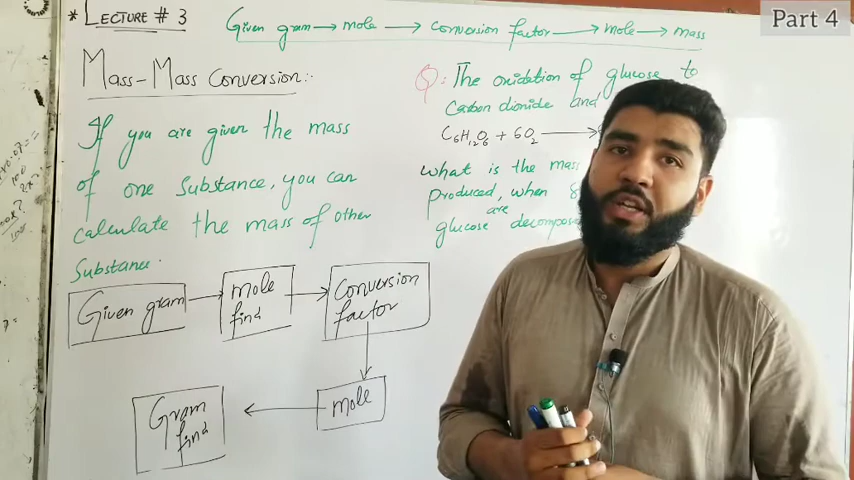 Part 4
* LECTURE # 3
Given gram → mole → conversion factor → mole → mass
Mass-Mass Conversion:-
If you are given the mass
of one Substance, you can
calculate the mass of other
Substance.
Given gram → mole find → Conversion factor
→ mole → Gram find
Q: The oxidation of glucose to
Carbon dioxide and
C6H12O6 + 6O2 →
what is the mass
produced, when
are
glucose